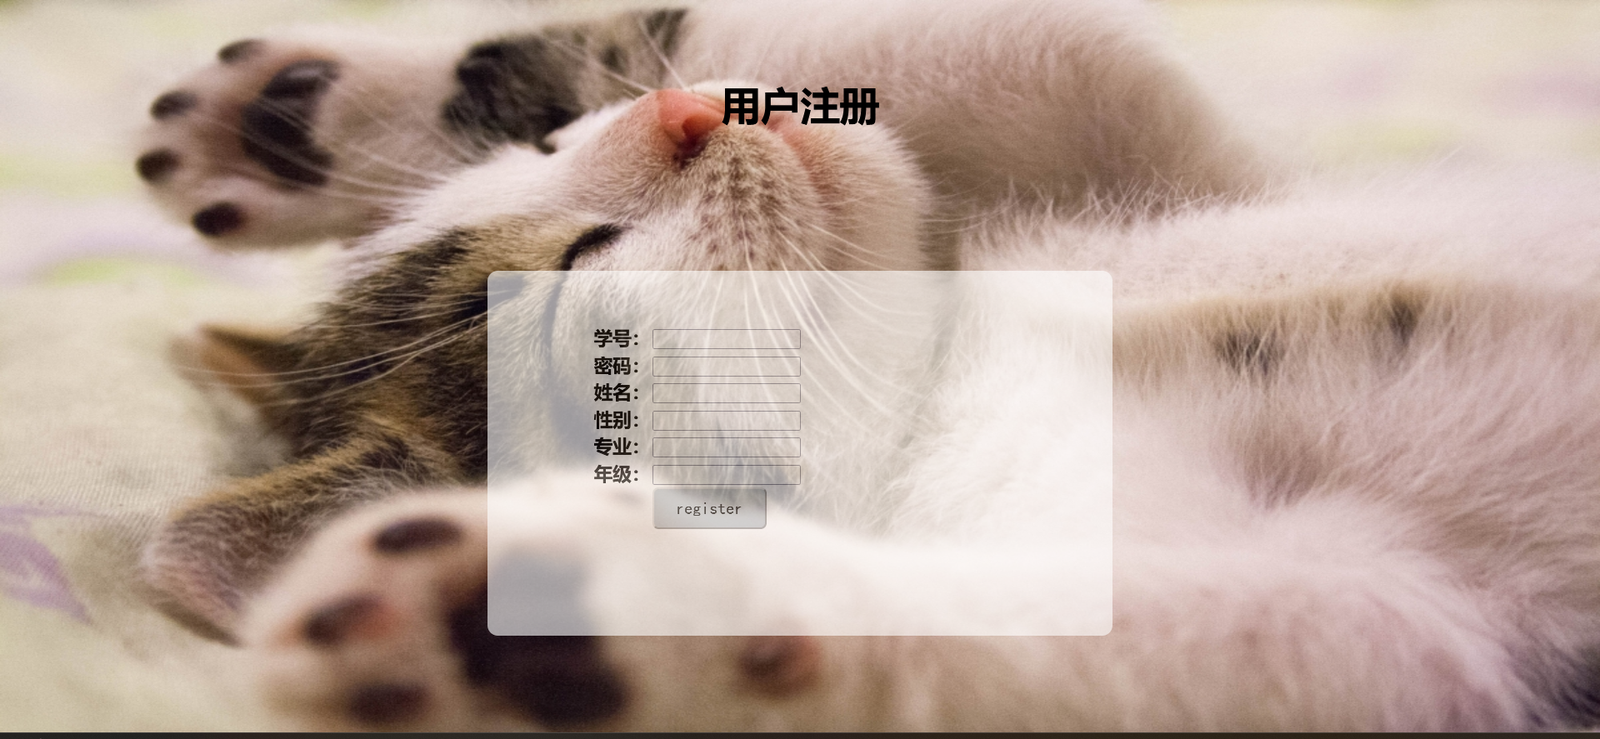 用户注册
学号：
密码：
姓名：
性别：
专业：
年级：
register